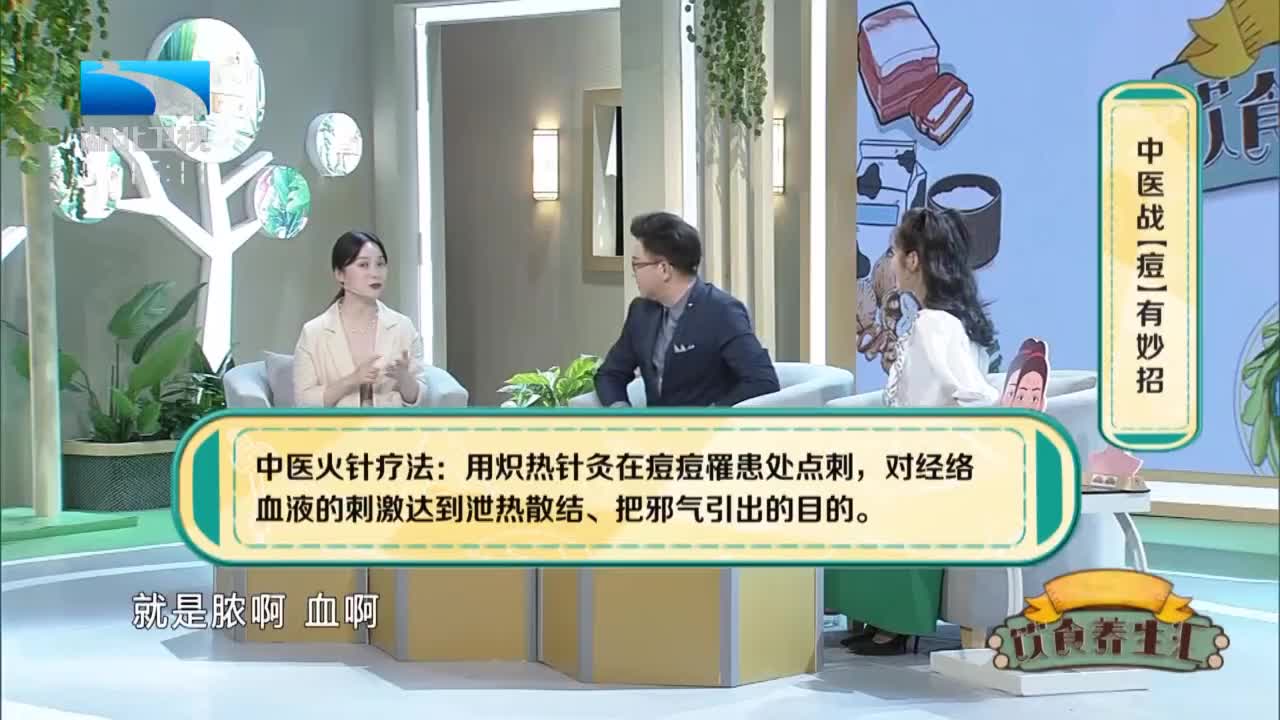 湖北卫视
饮食
中医战【痘】有妙招
中医火针疗法：用炽热针灸在痘痘罹患处点刺，对经络
血液的刺激达到泄热散结、把邪气引出的目的。
就是脓啊 血啊
饮食养生汇